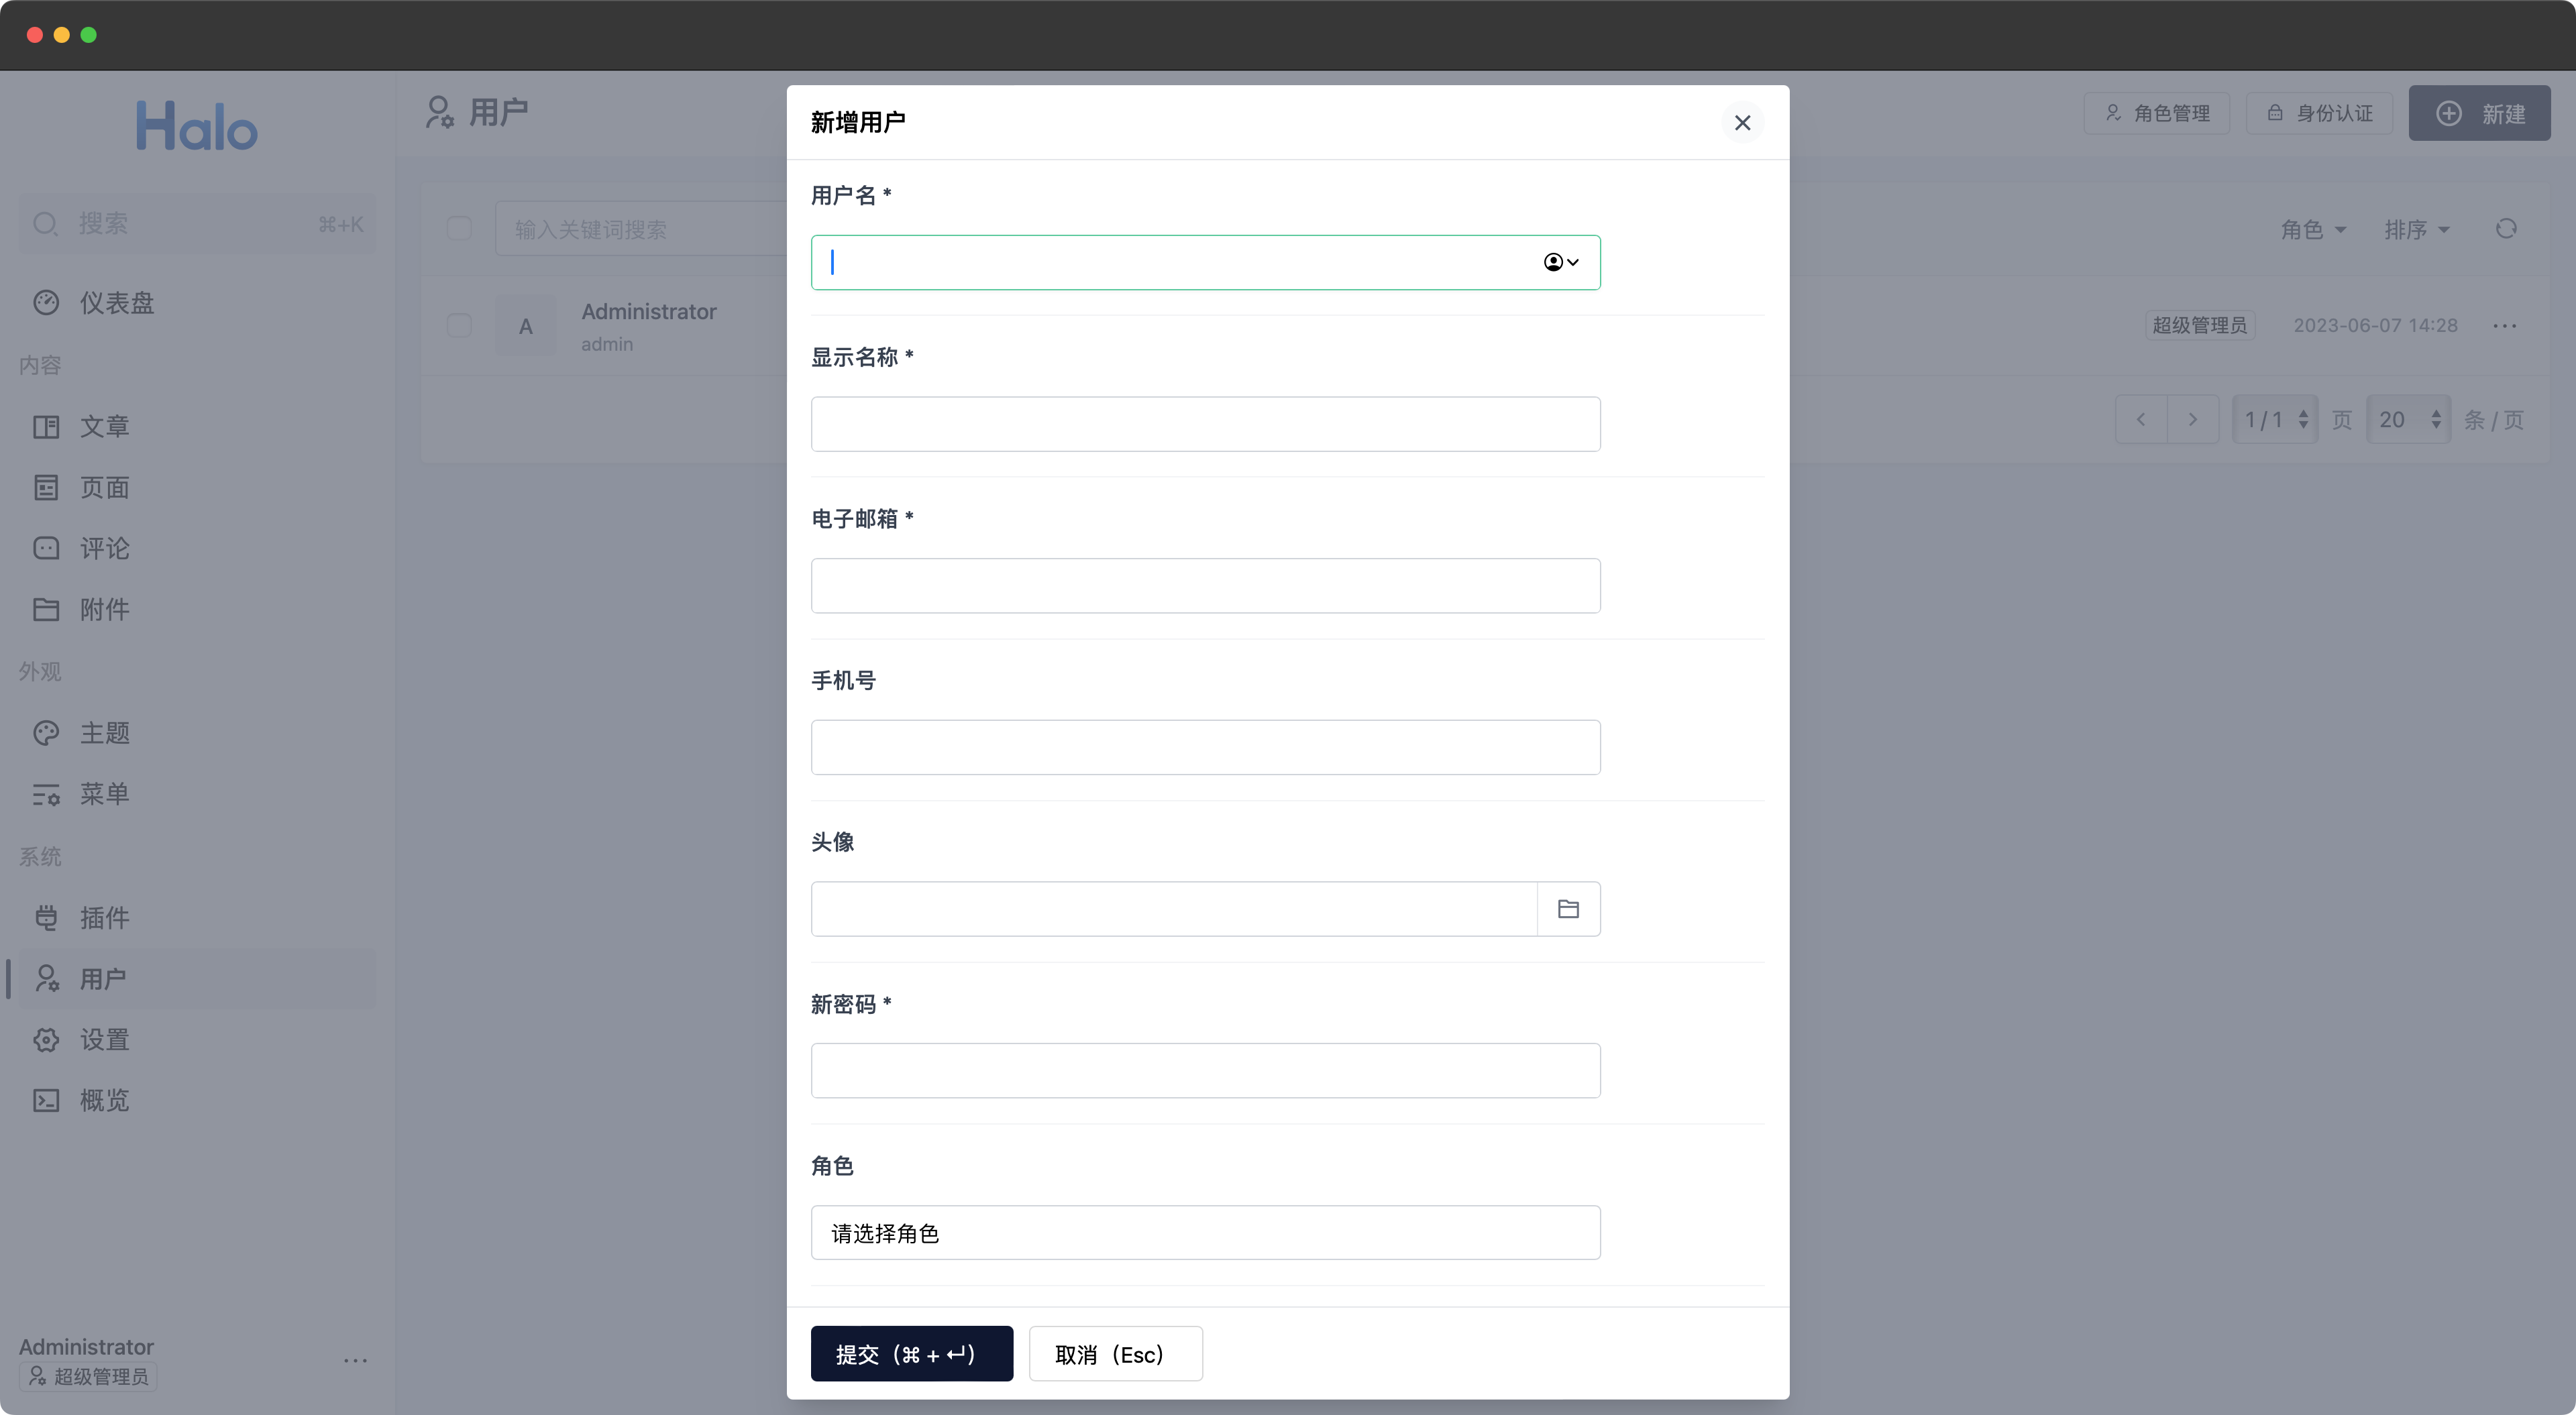 Halo
搜索 ⌘+K
仪表盘
内容
文章
页面
评论
附件
外观
主题
菜单
系统
插件
用户
设置
概览
Administrator
超级管理员
用户
角色管理 身份认证 新建
输入关键词搜索
角色 排序
A
Administrator
admin
超级管理员 2023-06-07 14:28
1 / 1 页 20 条 / 页
新增用户
用户名 *
显示名称 *
电子邮箱 *
手机号
头像
新密码 *
角色
请选择角色
提交（⌘ + ↵） 取消（Esc）